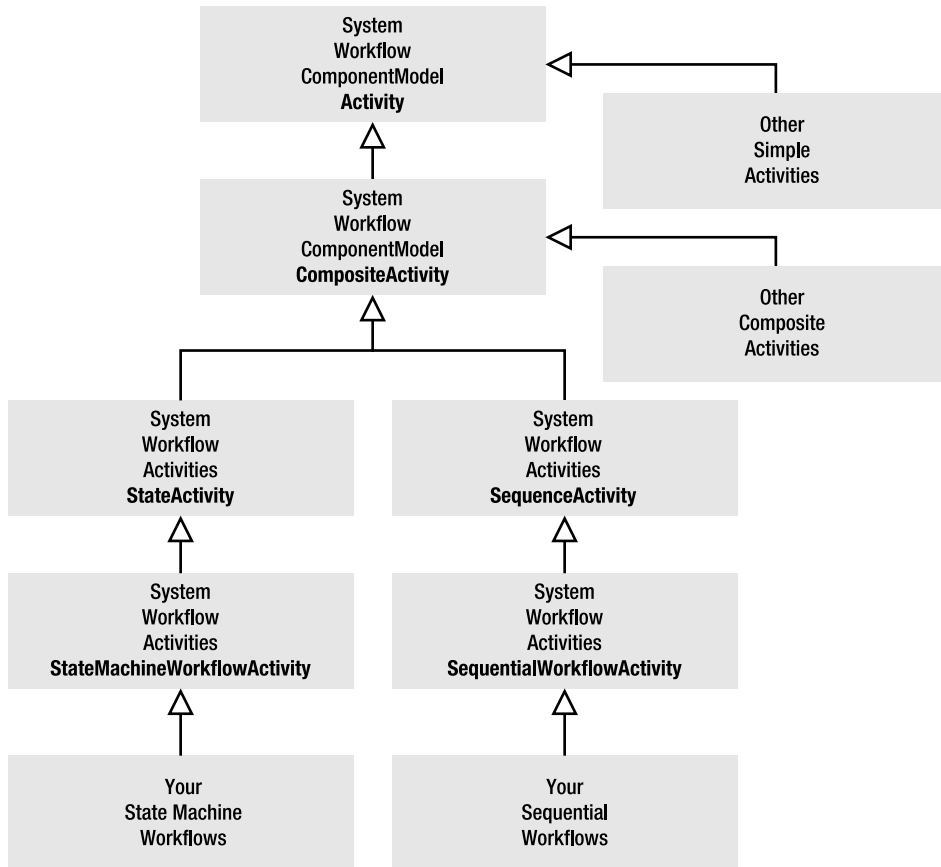 System
Workflow
ComponentModel
Activity
Other
Simple
Activities
System
Workflow
ComponentModel
CompositeActivity
Other
Composite
Activities
System
Workflow
Activities
StateActivity
System
Workflow
Activities
SequenceActivity
System
Workflow
Activities
StateMachineWorkflowActivity
System
Workflow
Activities
SequentialWorkflowActivity
Your
State Machine
Workflows
Your
Sequential
Workflows